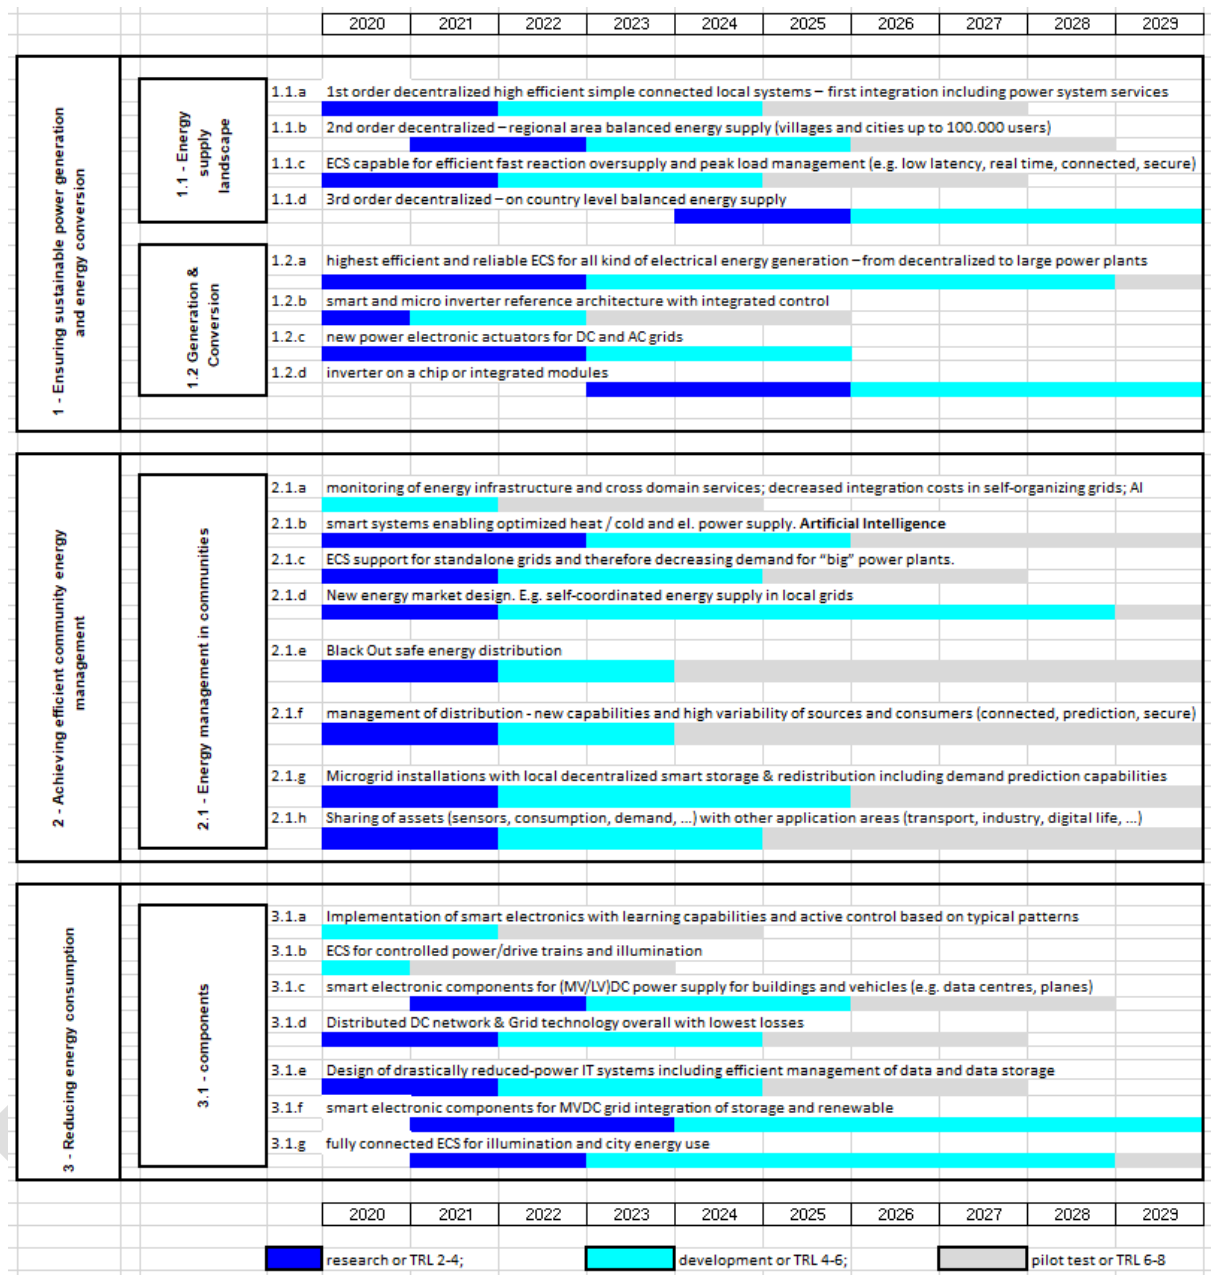 2020 2021 2022 2023 2024 2025 2026 2027 2028 2029
1 - Ensuring sustainable power generation
and energy conversion
1.1 - Energy
supply
landscape
1.1.a 1st order decentralized high efficient simple connected local systems – first integration including power system services
1.1.b 2nd order decentralized – regional area balanced energy supply (villages and cities up to 100.000 users)
1.1.c ECS capable for efficient fast reaction oversupply and peak load management (e.g. low latency, real time, connected, secure)
1.1.d 3rd order decentralized – on country level balanced energy supply
1.2 Generation &
Conversion
1.2.a highest efficient and reliable ECS for all kind of electrical energy generation – from decentralized to large power plants
1.2.b smart and micro inverter reference architecture with integrated control
1.2.c new power electronic actuators for DC and AC grids
1.2.d inverter on a chip or integrated modules
2 - Achieving efficient community energy
management
2.1 - Energy management in communities
2.1.a monitoring of energy infrastructure and cross domain services; decreased integration costs in self-organizing grids; AI
2.1.b smart systems enabling optimized heat / cold and el. power supply. Artificial Intelligence
2.1.c ECS support for standalone grids and therefore decreasing demand for “big” power plants.
2.1.d New energy market design. E.g. self-coordinated energy supply in local grids
2.1.e Black Out safe energy distribution
2.1.f management of distribution - new capabilities and high variability of sources and consumers (connected, prediction, secure)
2.1.g Microgrid installations with local decentralized smart storage & redistribution including demand prediction capabilities
2.1.h Sharing of assets (sensors, consumption, demand, ...) with other application areas (transport, industry, digital life, ...)
3 - Reducing energy consumption
3.1 - components
3.1.a Implementation of smart electronics with learning capabilities and active control based on typical patterns
3.1.b ECS for controlled power/drive trains and illumination
3.1.c smart electronic components for (MV/LV)DC power supply for buildings and vehicles (e.g. data centres, planes)
3.1.d Distributed DC network & Grid technology overall with lowest losses
3.1.e Design of drastically reduced-power IT systems including efficient management of data and data storage
3.1.f smart electronic components for MVDC grid integration of storage and renewable
3.1.g fully connected ECS for illumination and city energy use
2020 2021 2022 2023 2024 2025 2026 2027 2028 2029
research or TRL 2-4; development or TRL 4-6; pilot test or TRL 6-8